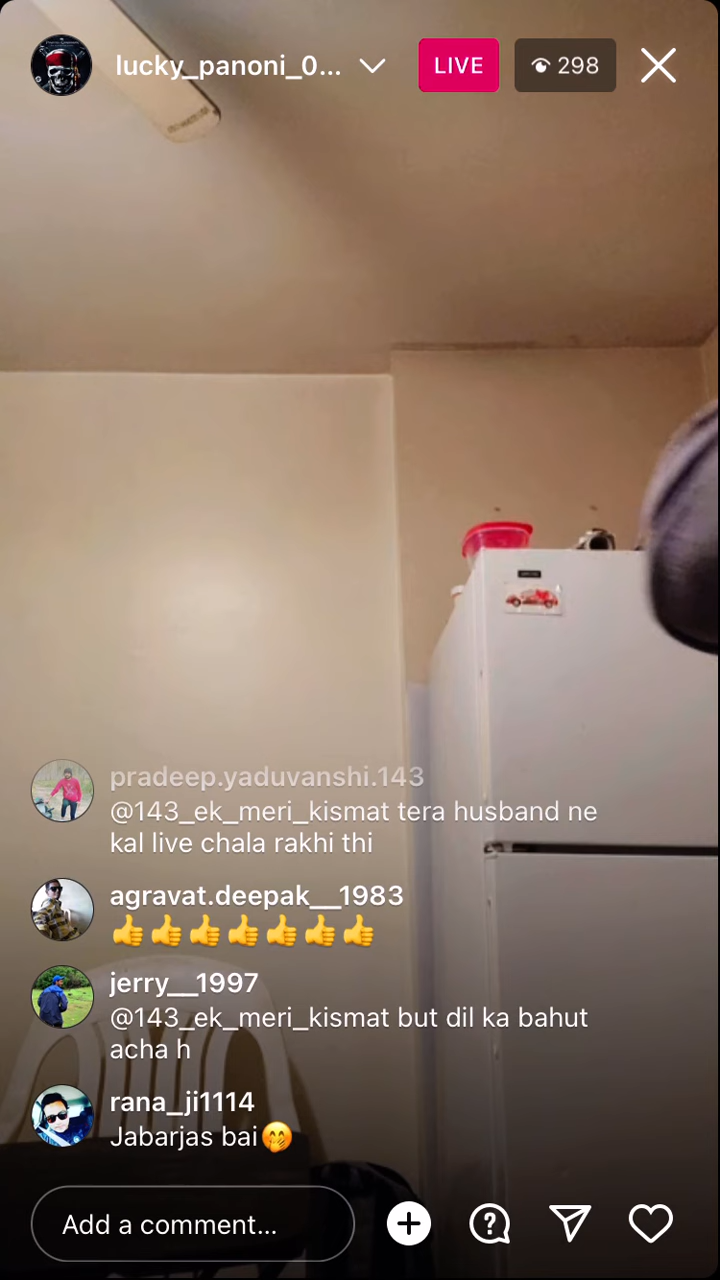 lucky_panoni_0...
LIVE
298
pradeep.yaduvanshi.143
@143_ek_meri_kismat tera husband ne
kal live chala rakhi thi
agravat.deepak__1983
👍👍👍👍👍👍👍
jerry__1997
@143_ek_meri_kismat but dil ka bahut
acha h
rana_ji1114
Jabarjas bai🤭
Add a comment...